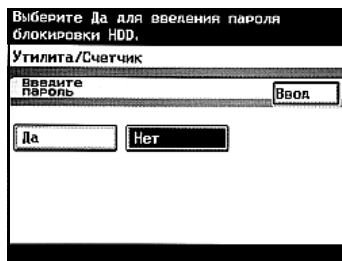 Выберите Да для введения пароля
блокировки HDD.
Утилита/Счетчик
Введите
пароль
Ввод
Да
Нет